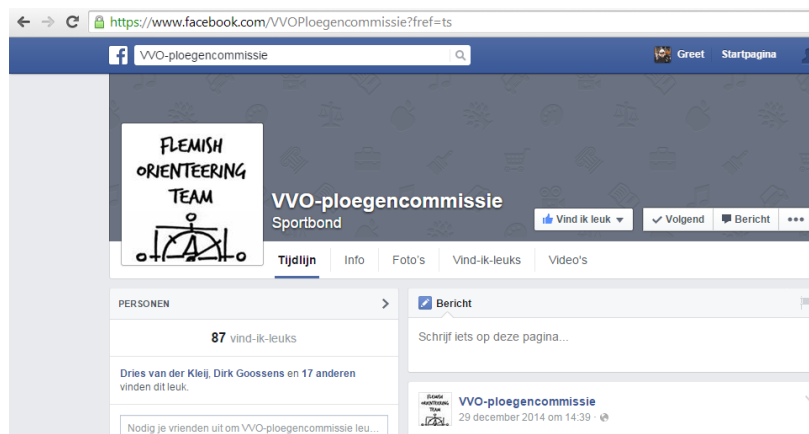 https://www.facebook.com/VVOPloegencommissie?fref=ts
VVO-ploegencommissie
Greet Startpagina
FLEMISH
ORIENTEERING
TEAM
VVO-ploegencommissie
Sportbond
Vind ik leuk
Volgend
Bericht
Tijdlijn Info Foto's Vind-ik-leuks Video's
PERSONEN
87 vind-ik-leuks
Dries van der Kleij, Dirk Goossens en 17 anderen
vinden dit leuk.
Nodig je vrienden uit om VVO-ploegencommissie leu...
Bericht
Schrijf iets op deze pagina...
FLEMISH
ORIENTEERING
TEAM
VVO-ploegencommissie
29 december 2014 om 14:39 ·